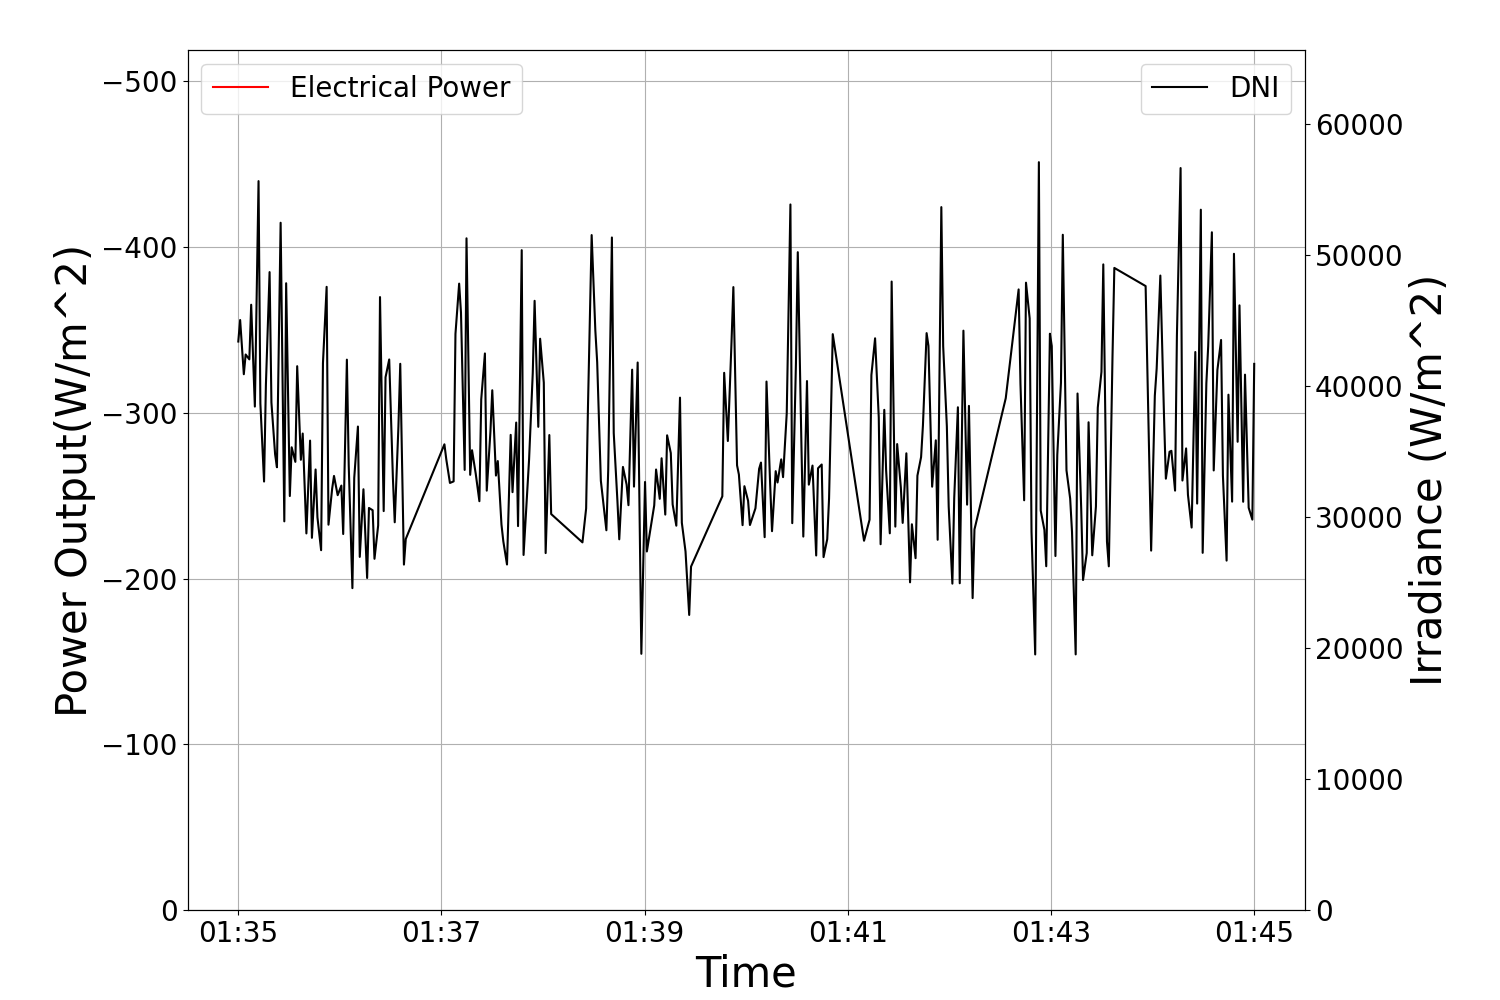 Electrical Power
DNI
−500
−400
−300
−200
−100
0
Power Output(W/m^2)
60000
50000
40000
30000
20000
10000
0
Irradiance (W/m^2)
01:35 01:37 01:39 01:41 01:43 01:45
Time